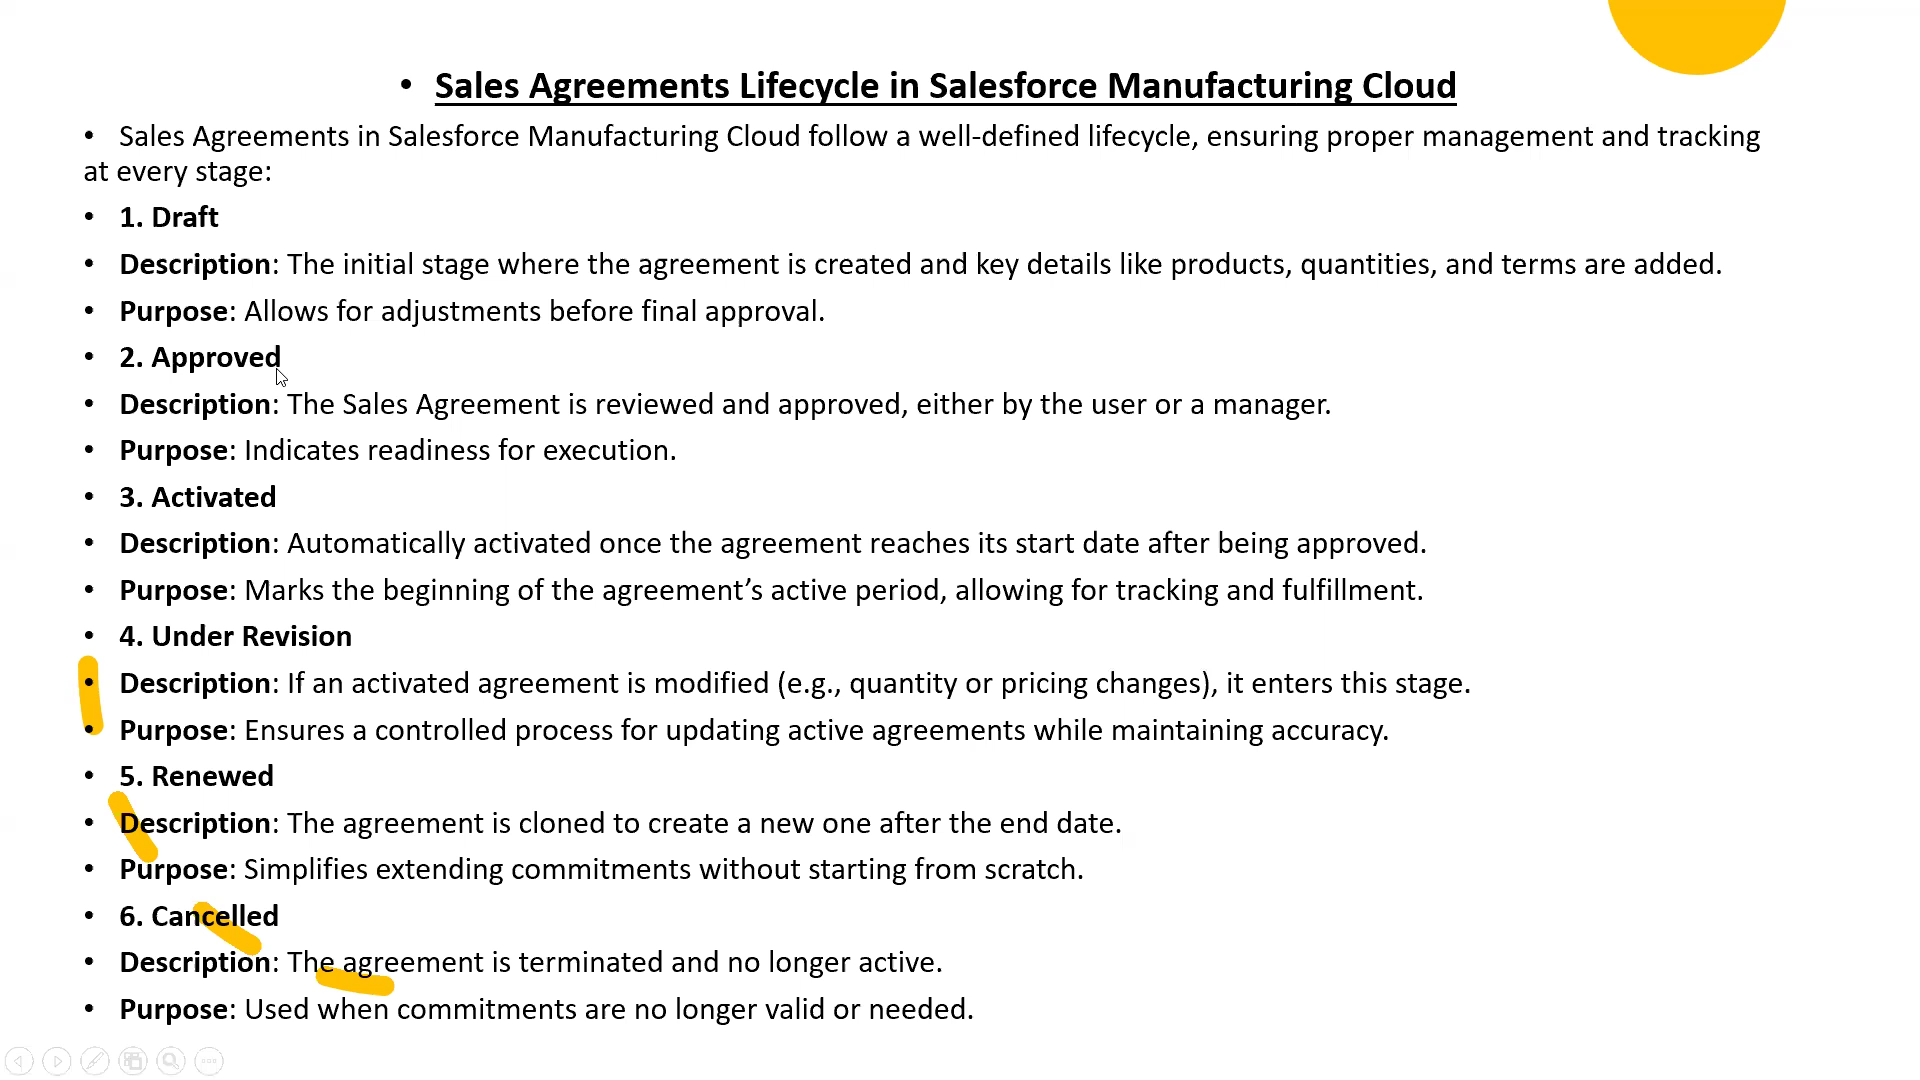 • Sales Agreements Lifecycle in Salesforce Manufacturing Cloud
• Sales Agreements in Salesforce Manufacturing Cloud follow a well-defined lifecycle, ensuring proper management and tracking
at every stage:
• 1. Draft
• Description: The initial stage where the agreement is created and key details like products, quantities, and terms are added.
• Purpose: Allows for adjustments before final approval.
• 2. Approved
• Description: The Sales Agreement is reviewed and approved, either by the user or a manager.
• Purpose: Indicates readiness for execution.
• 3. Activated
• Description: Automatically activated once the agreement reaches its start date after being approved.
• Purpose: Marks the beginning of the agreement’s active period, allowing for tracking and fulfillment.
• 4. Under Revision
• Description: If an activated agreement is modified (e.g., quantity or pricing changes), it enters this stage.
• Purpose: Ensures a controlled process for updating active agreements while maintaining accuracy.
• 5. Renewed
• Description: The agreement is cloned to create a new one after the end date.
• Purpose: Simplifies extending commitments without starting from scratch.
• 6. Cancelled
• Description: The agreement is terminated and no longer active.
• Purpose: Used when commitments are no longer valid or needed.